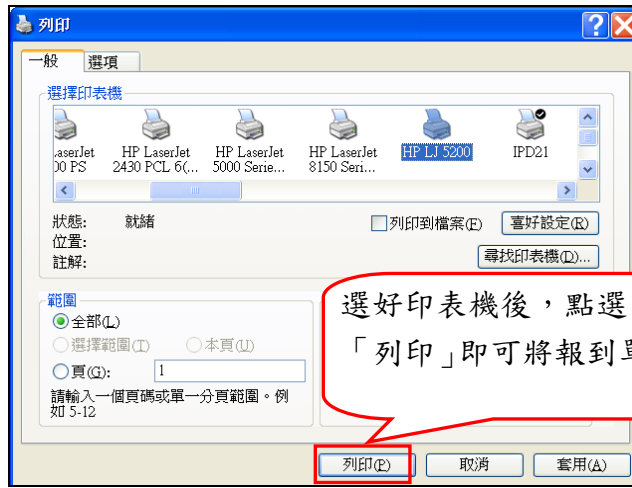 列印
一般 選項
選擇印表機
.aserJet HP LaserJet HP LaserJet HP LaserJet HP LJ 5200 IPD21
)0 PS 2430 PCL 6(... 5000 Serie... 8150 Seri...
狀態: 就緒
列印到檔案(F) 喜好設定(R)
位置:
註解:
尋找印表機(D)...
範圍
全部(L)
選擇範圍(T) 本頁(U)
頁(G): 1
請輸入一個頁碼或單一分頁範圍。例
如 5-12
選好印表機後，點選
「列印」即可將報到單
列印(P) 取消 套用(A)